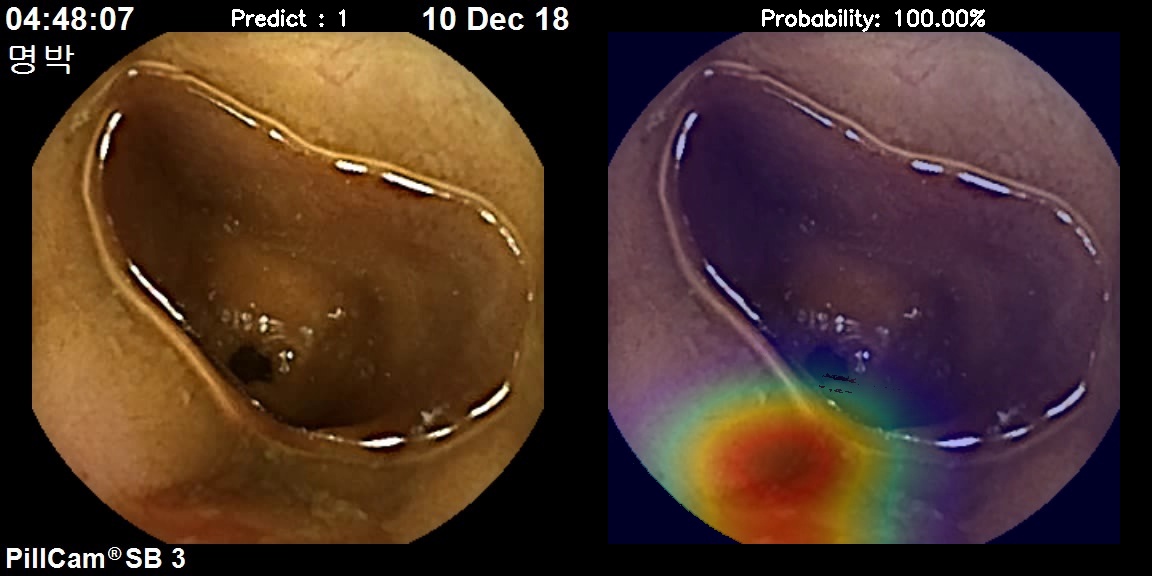 04:48:07 Predict : 1 10 Dec 18 Probability: 100.00%
명박
PillCam® SB 3